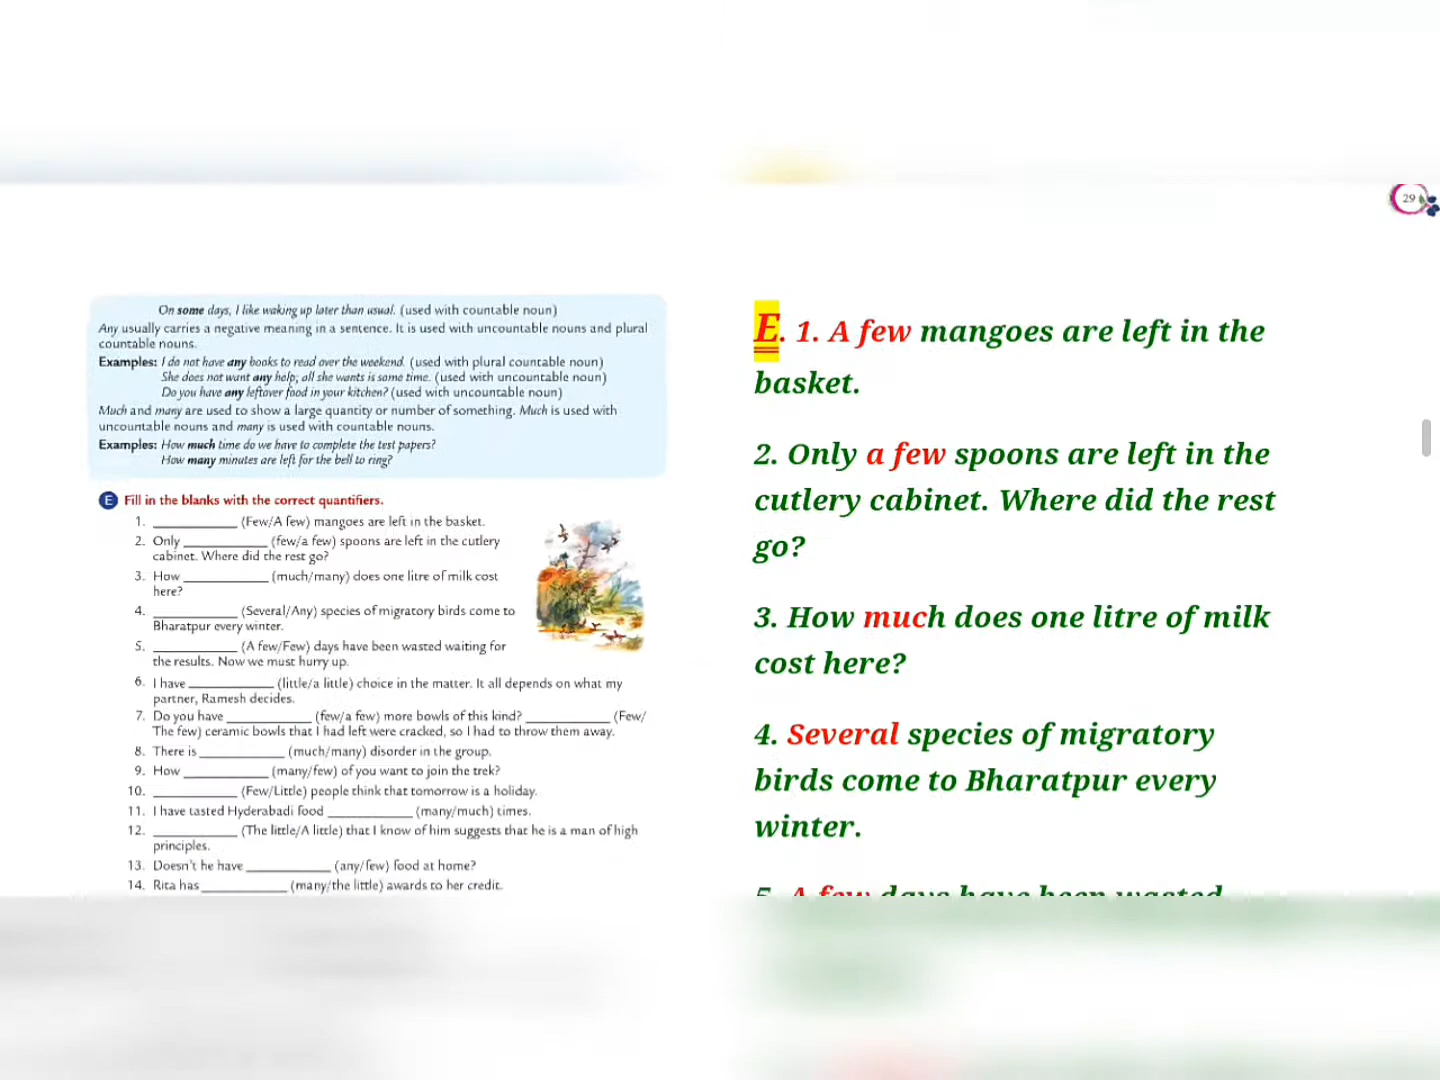 29
On some days, I like waking up later than usual. (used with countable noun)
Any usually carries a negative meaning in a sentence. It is used with uncountable nouns and plural
countable nouns.
Examples: I do not have any books to read over the weekend. (used with plural countable noun)
She does not want any help; all she wants is some time. (used with uncountable noun)
Do you have any leftover food in your kitchen? (used with uncountable noun)
Much and many are used to show a large quantity or number of something. Much is used with
uncountable nouns and many is used with countable nouns.
Examples: How much time do we have to complete the test papers?
How many minutes are left for the bell to ring?
E Fill in the blanks with the correct quantifiers.
1. ____________ (Few/A few) mangoes are left in the basket.
2. Only ____________ (few/a few) spoons are left in the cutlery
cabinet. Where did the rest go?
3. How ____________ (much/many) does one litre of milk cost
here?
4. ____________ (Several/Any) species of migratory birds come to
Bharatpur every winter.
5. ____________ (A few/Few) days have been wasted waiting for
the results. Now we must hurry up.
6. I have ____________ (little/a little) choice in the matter. It all depends on what my
partner, Ramesh decides.
7. Do you have ____________ (few/a few) more bowls of this kind? ____________ (Few/
The few) ceramic bowls that I had left were cracked, so I had to throw them away.
8. There is ____________ (much/many) disorder in the group.
9. How ____________ (many/few) of you want to join the trek?
10. ____________ (Few/Little) people think that tomorrow is a holiday.
11. I have tasted Hyderabadi food ____________ (many/much) times.
12. ____________ (The little/A little) that I know of him suggests that he is a man of high
principles.
13. Doesn't he have ____________ (any/few) food at home?
14. Rita has ____________ (many/the little) awards to her credit.
E. 1. A few mangoes are left in the
basket.
2. Only a few spoons are left in the
cutlery cabinet. Where did the rest
go?
3. How much does one litre of milk
cost here?
4. Several species of migratory
birds come to Bharatpur every
winter.
5. A few days have been wasted